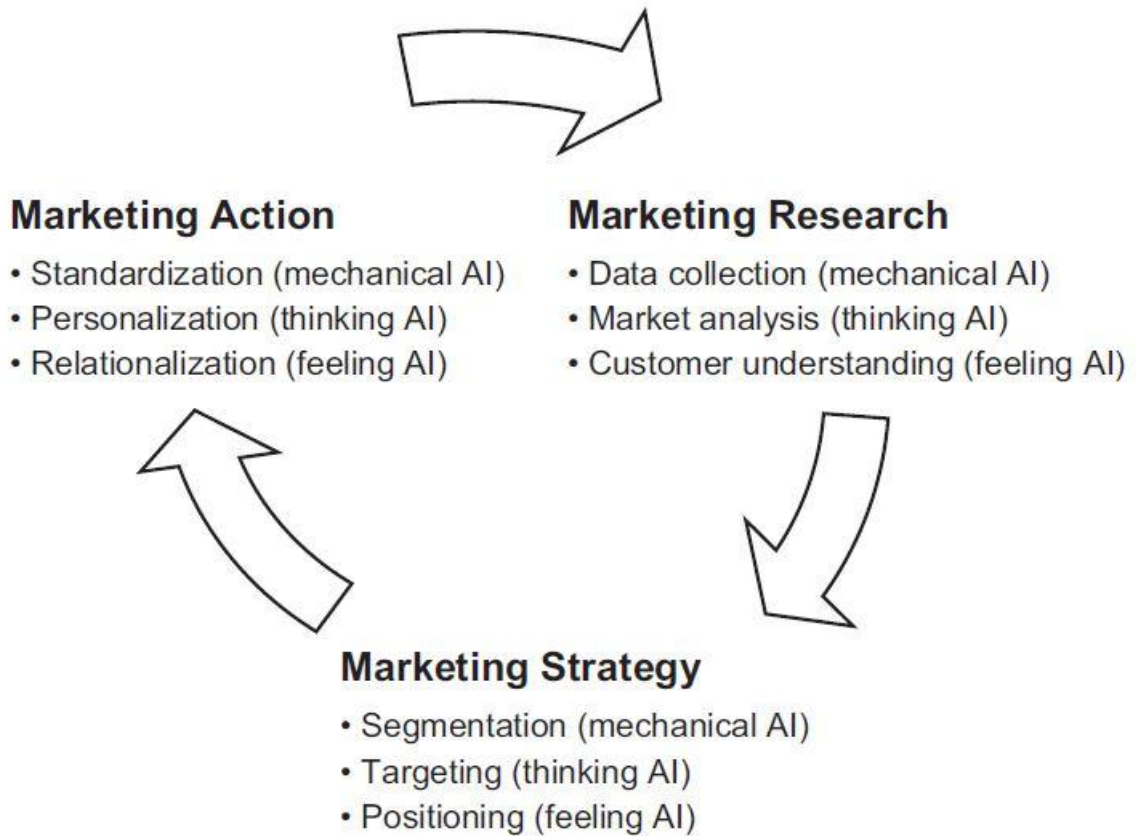 Marketing Action
• Standardization (mechanical AI)
• Personalization (thinking AI)
• Relationalization (feeling AI)
Marketing Research
• Data collection (mechanical AI)
• Market analysis (thinking AI)
• Customer understanding (feeling AI)
Marketing Strategy
• Segmentation (mechanical AI)
• Targeting (thinking AI)
• Positioning (feeling AI)